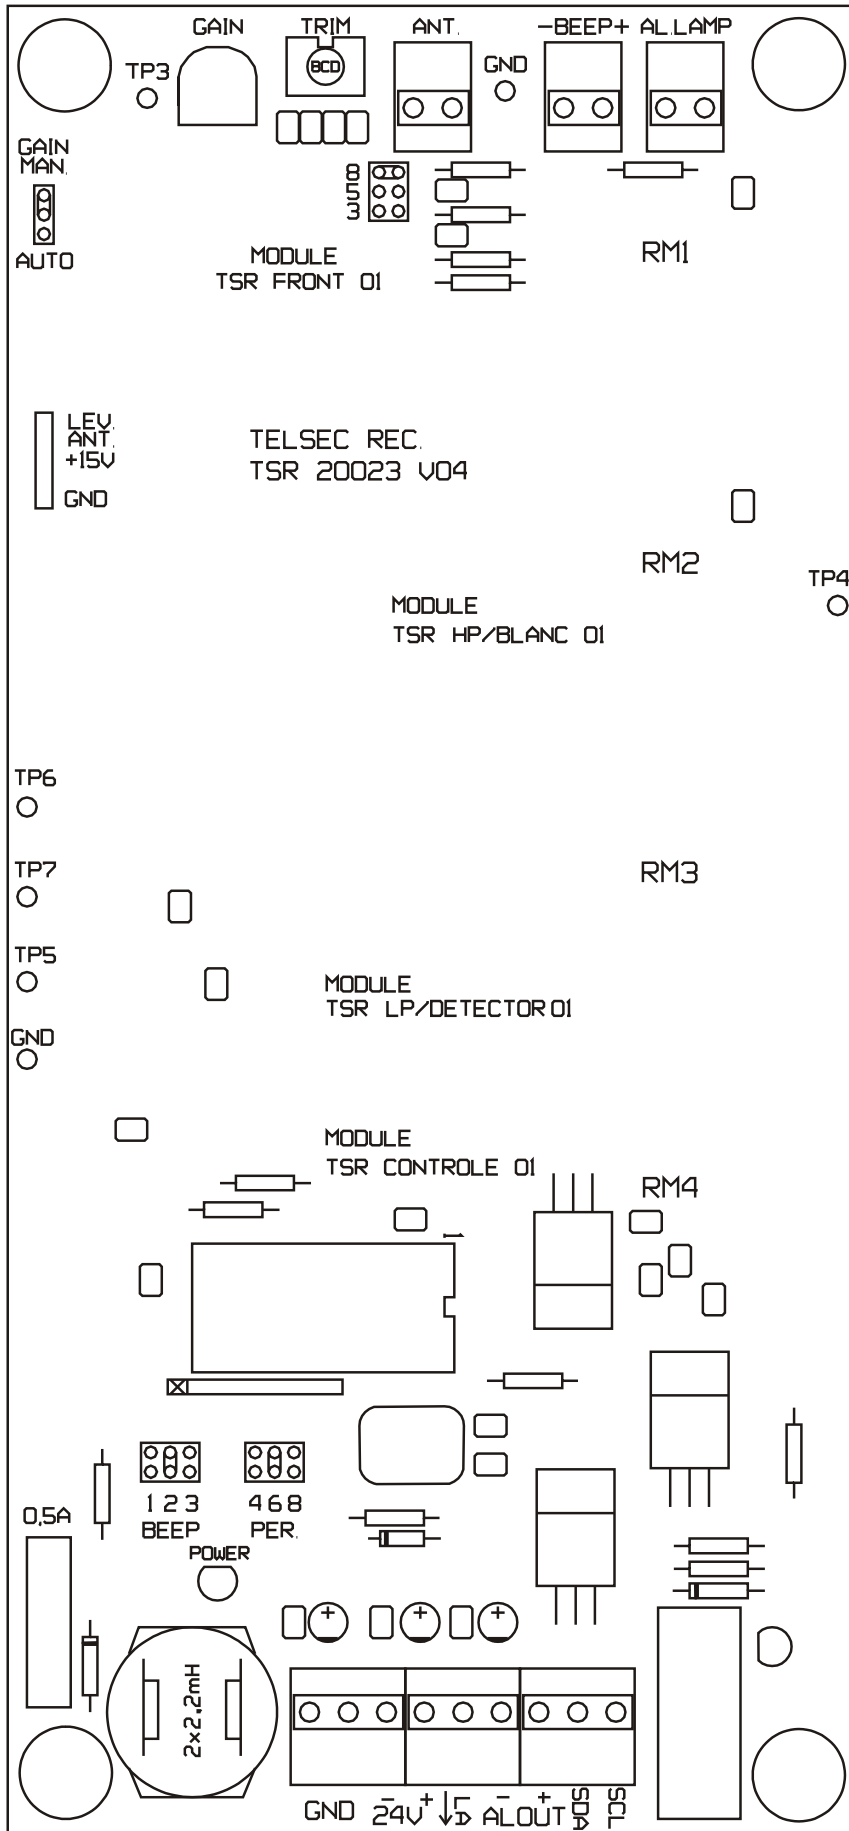 GAIN TRIM ANT. -BEEP+ AL.LAMP
BCD
TP3 GND
GAIN
MAN.
AUTO
8
5
3
MODULE
TSR FRONT 01
RM1
LEV.
ANT.
+15V
GND
TELSEC REC.
TSR 20023 V04
RM2
TP4
MODULE
TSR HP/BLANC 01
TP6
TP7
RM3
TP5
MODULE
TSR LP/DETECTOR 01
GND
MODULE
TSR CONTROLE 01
RM4
1
1 2 3
BEEP
4 6 8
PER.
0,5A
POWER
+ + +
2x2,2mH
GND - 24V + LD - ALOUT + SDA SCL